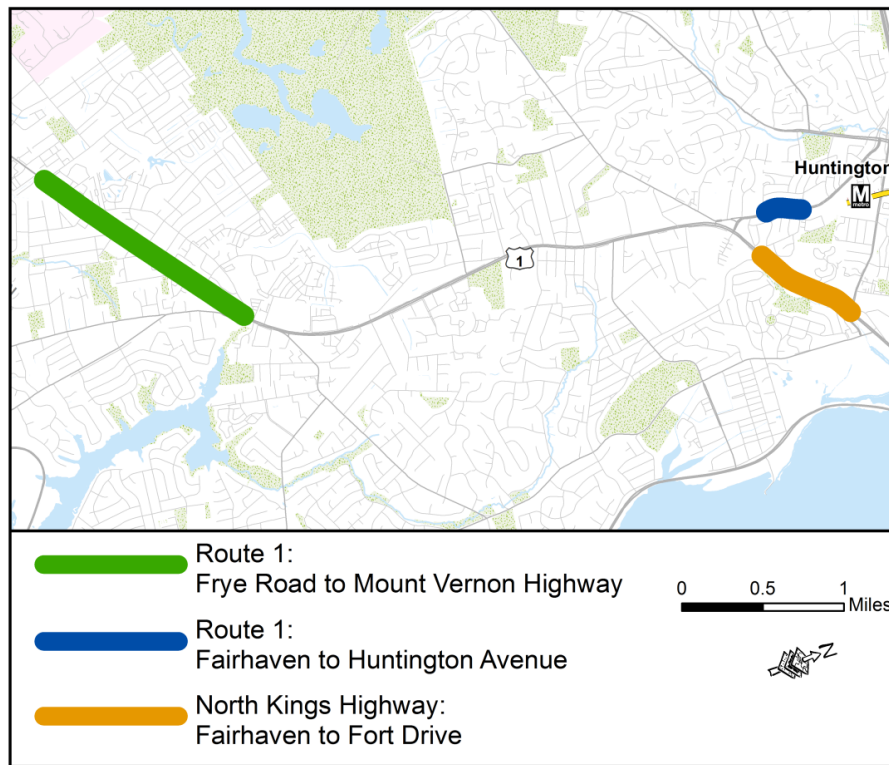 Huntington
M
metro
1
Route 1:
Frye Road to Mount Vernon Highway
0 0.5 1
Miles
Route 1:
Fairhaven to Huntington Avenue
N
North Kings Highway:
Fairhaven to Fort Drive